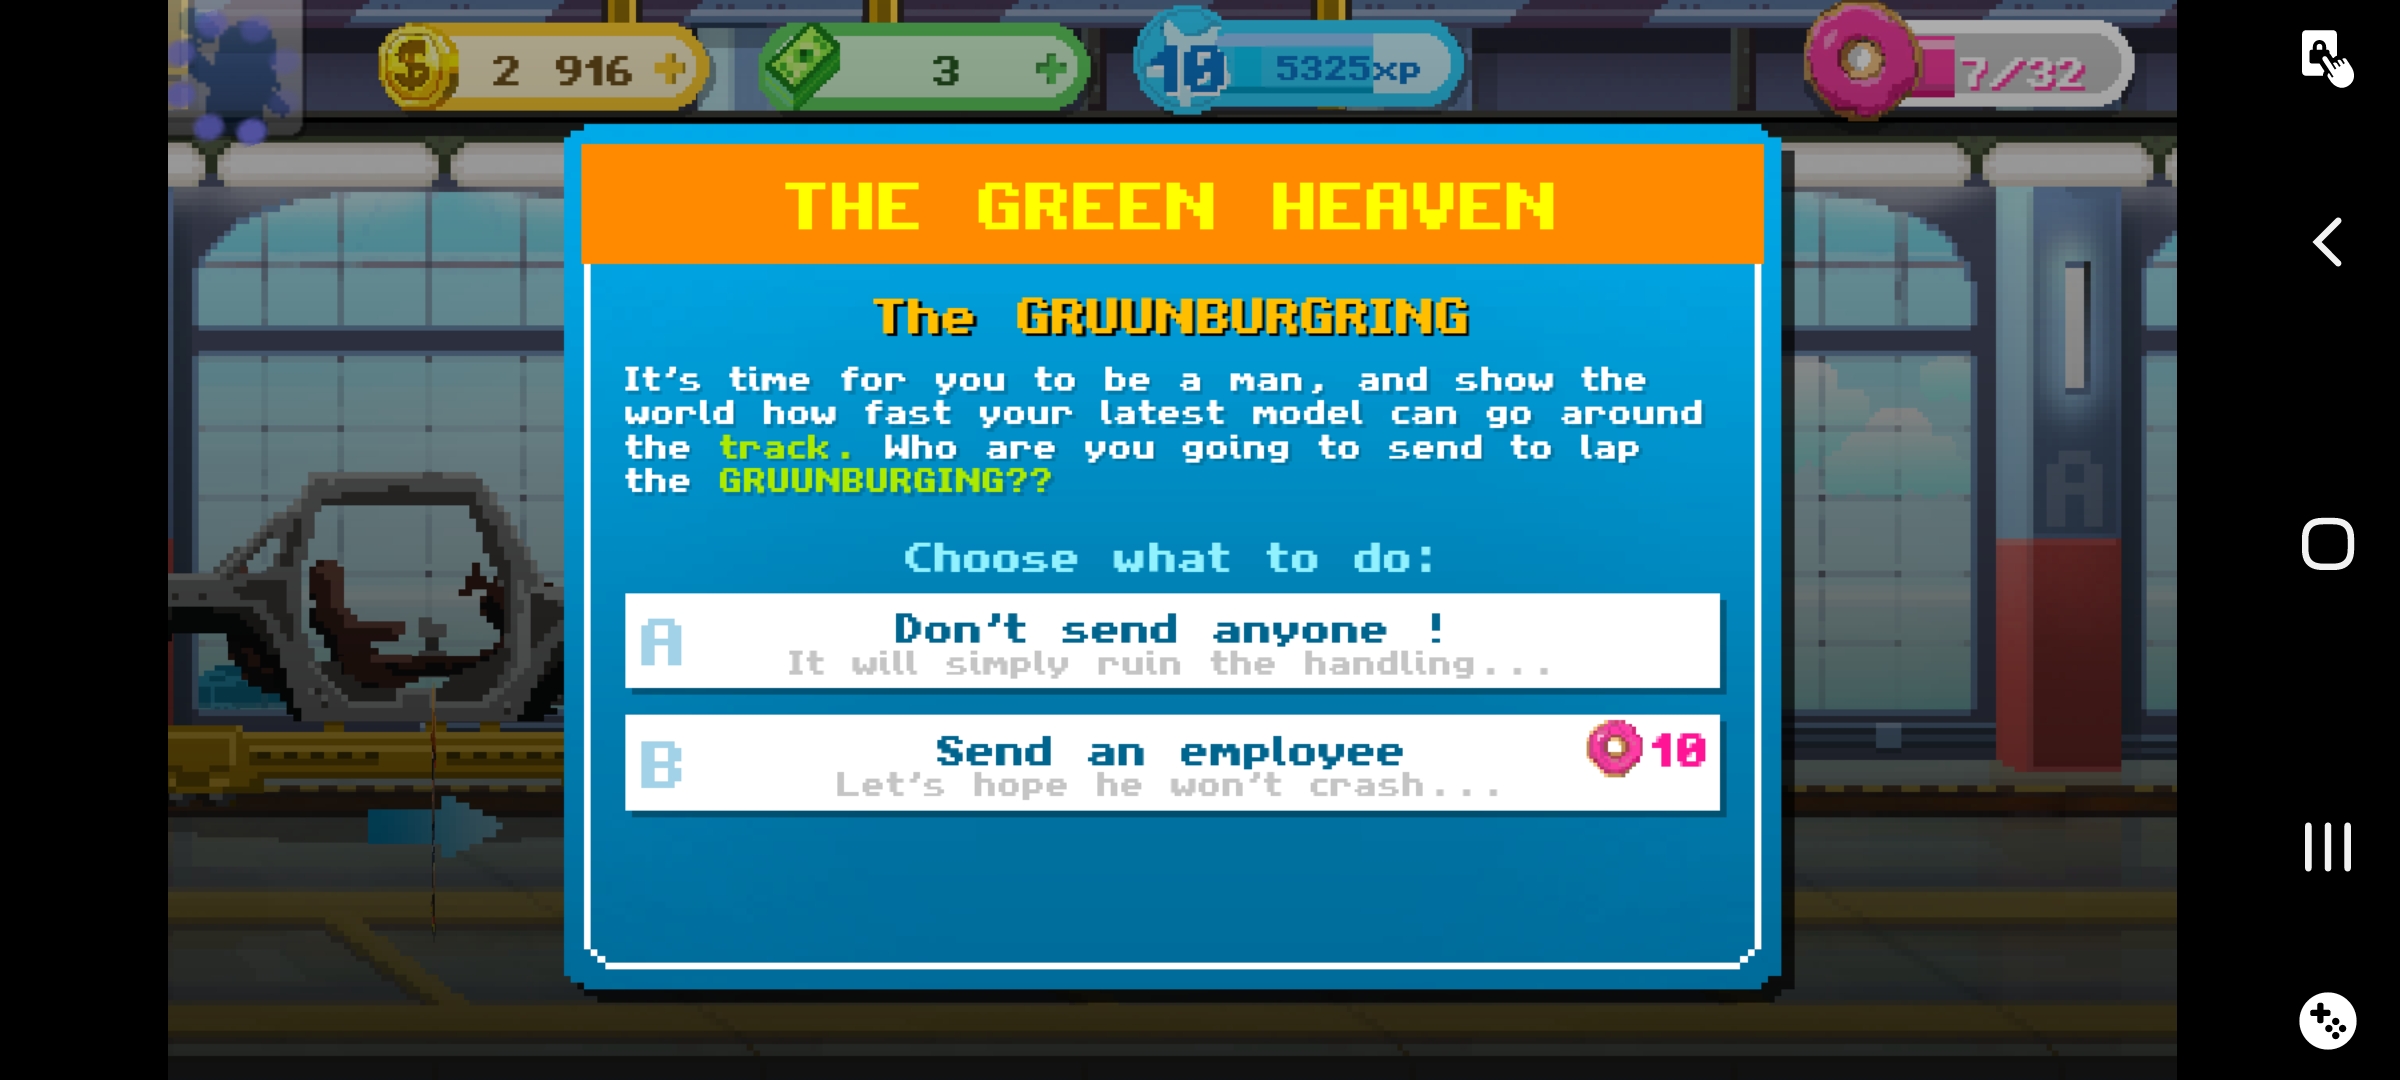 2 916 +
3 +
10 5325xp
7/32
THE GREEN HEAVEN
The GRUUNBURGRING
It's time for you to be a man, and show the
world how fast your latest model can go around
the track. Who are you going to send to lap
the GRUUNBURGING??
Choose what to do:
A Don't send anyone !
It will simply ruin the handling...
B Send an employee 10
Let's hope he won't crash...
A